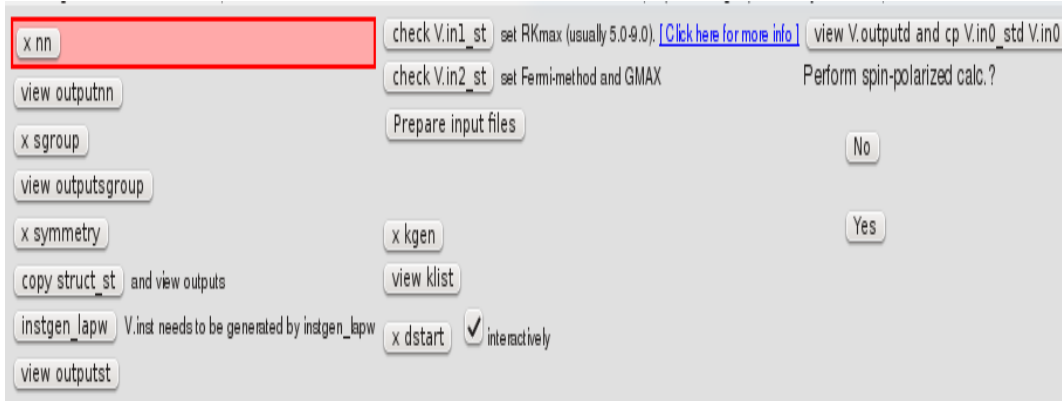 x nn
view outputnn
x sgroup
view outputsgroup
x symmetry
copy struct_st and view outputs
instgen_lapw V.inst needs to be generated by instgen_lapw
view outputst
check V.in1_st set RKmax (usually 5.0-9.0). [Click here for more info]
check V.in2_st set Fermi-method and GMAX
Prepare input files
x kgen
view klist
x dstart interactively
view V.outputd and cp V.in0_std V.in0
Perform spin-polarized calc.?
No
Yes